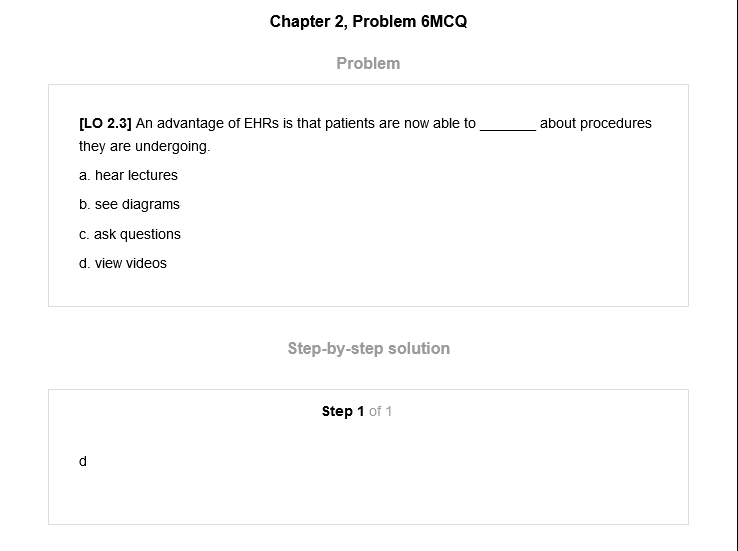 Chapter 2, Problem 6MCQ
Problem
[LO 2.3] An advantage of EHRs is that patients are now able to _______ about procedures
they are undergoing.
a. hear lectures
b. see diagrams
c. ask questions
d. view videos
Step-by-step solution
Step 1 of 1
d